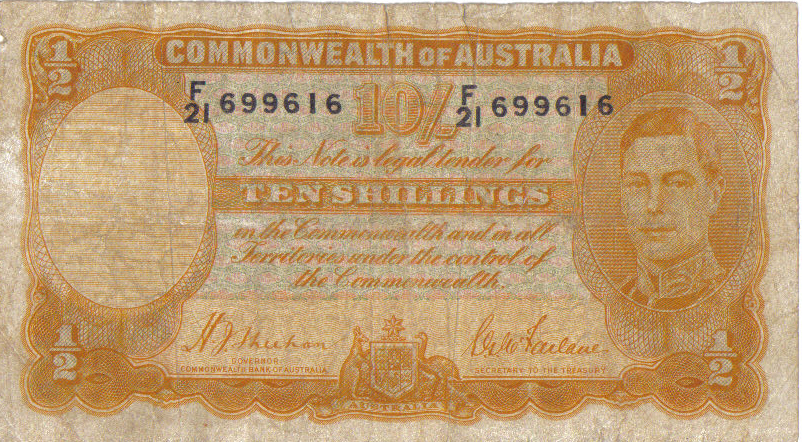 1/2 1/2
COMMONWEALTH OF AUSTRALIA
F/21 699616 10/- F/21 699616
This Note is legal tender for
TEN SHILLINGS
in the Commonwealth and in all
Territories under the control of
the Commonwealth.
H J Sheehan
GOVERNOR
COMMONWEALTH BANK OF AUSTRALIA
S G McFarlane
SECRETARY TO THE TREASURY
1/2 1/2
AUSTRALIA